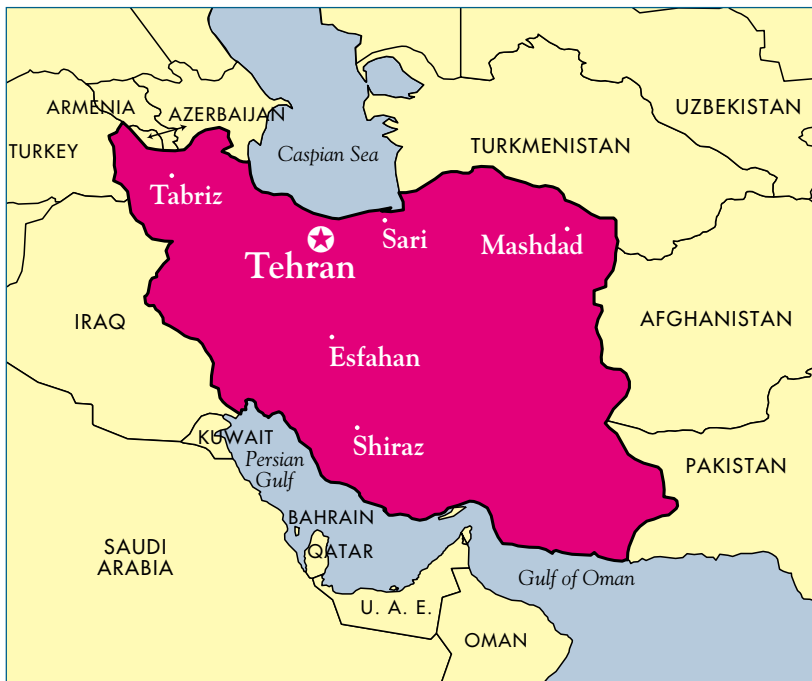 ARMENIA
AZERBAIJAN
UZBEKISTAN
TURKEY
Caspian Sea
TURKMENISTAN
Tabriz
Sari
Mashdad
Tehran
IRAQ
AFGHANISTAN
Esfahan
KUWAIT
Shiraz
Persian
Gulf
PAKISTAN
BAHRAIN
SAUDI
ARABIA
QATAR
Gulf of Oman
U. A. E.
OMAN